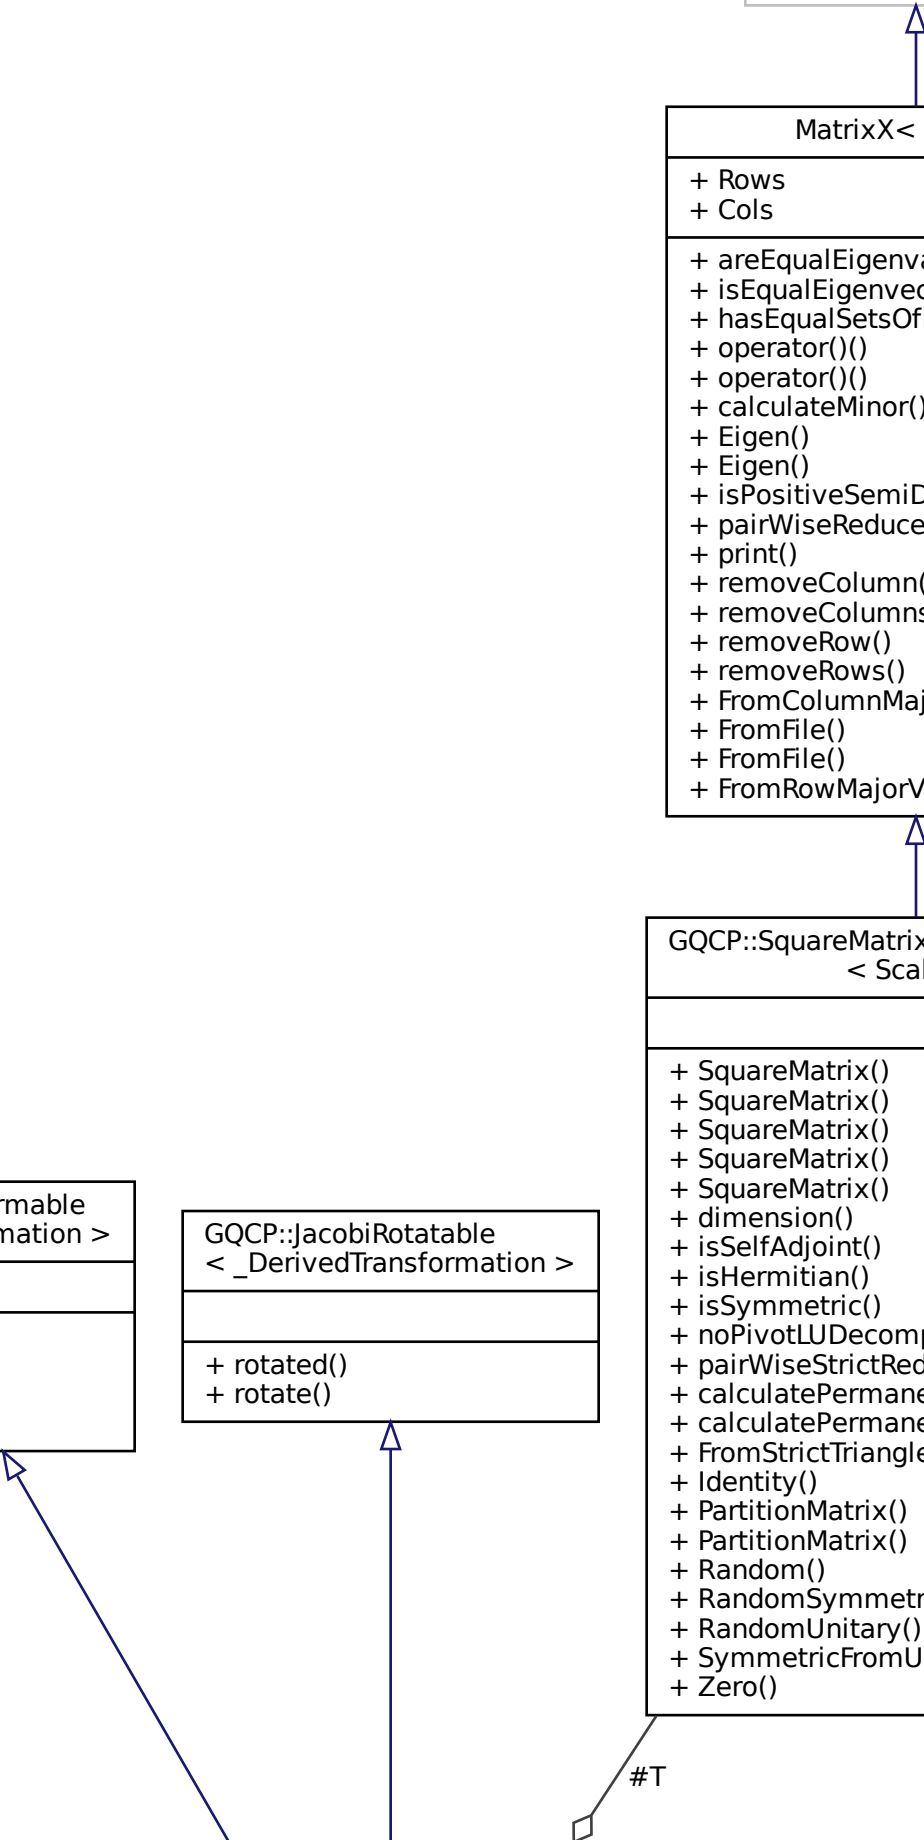 MatrixX<
+ Rows
+ Cols
+ areEqualEigenva
+ isEqualEigenvec
+ hasEqualSetsOf
+ operator()()
+ operator()()
+ calculateMinor()
+ Eigen()
+ Eigen()
+ isPositiveSemiD
+ pairWiseReduce
+ print()
+ removeColumn(
+ removeColumns
+ removeRow()
+ removeRows()
+ FromColumnMaj
+ FromFile()
+ FromFile()
+ FromRowMajorV
GQCP::SquareMatrix
< Scal
+ SquareMatrix()
+ SquareMatrix()
+ SquareMatrix()
+ SquareMatrix()
+ SquareMatrix()
+ dimension()
+ isSelfAdjoint()
+ isHermitian()
+ isSymmetric()
+ noPivotLUDecomp
+ pairWiseStrictRed
+ calculatePermane
+ calculatePermane
+ FromStrictTriangle
+ Identity()
+ PartitionMatrix()
+ PartitionMatrix()
+ Random()
+ RandomSymmetr
+ RandomUnitary()
+ SymmetricFromU
+ Zero()
rmable
mation >
GQCP::JacobiRotatable
< _DerivedTransformation >
+ rotated()
+ rotate()
#T